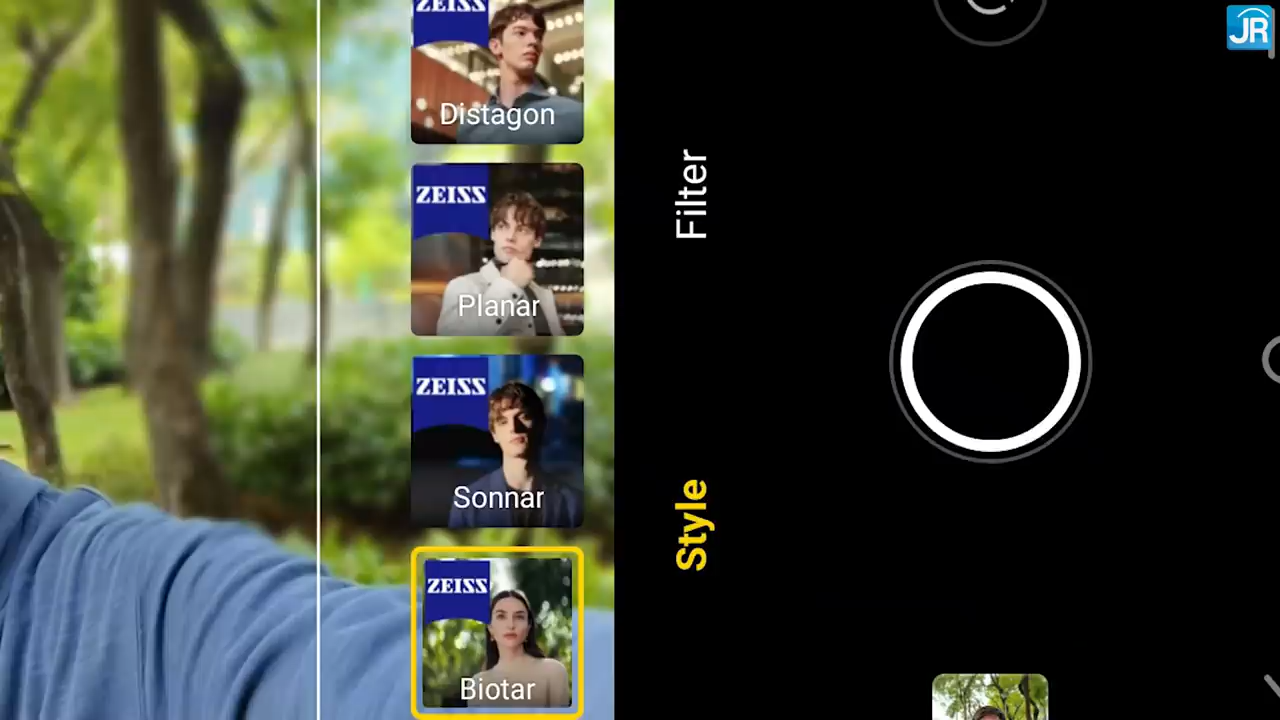 JR
ZEISS
Distagon
ZEISS
Planar
ZEISS
Sonnar
ZEISS
Biotar
Filter
Style